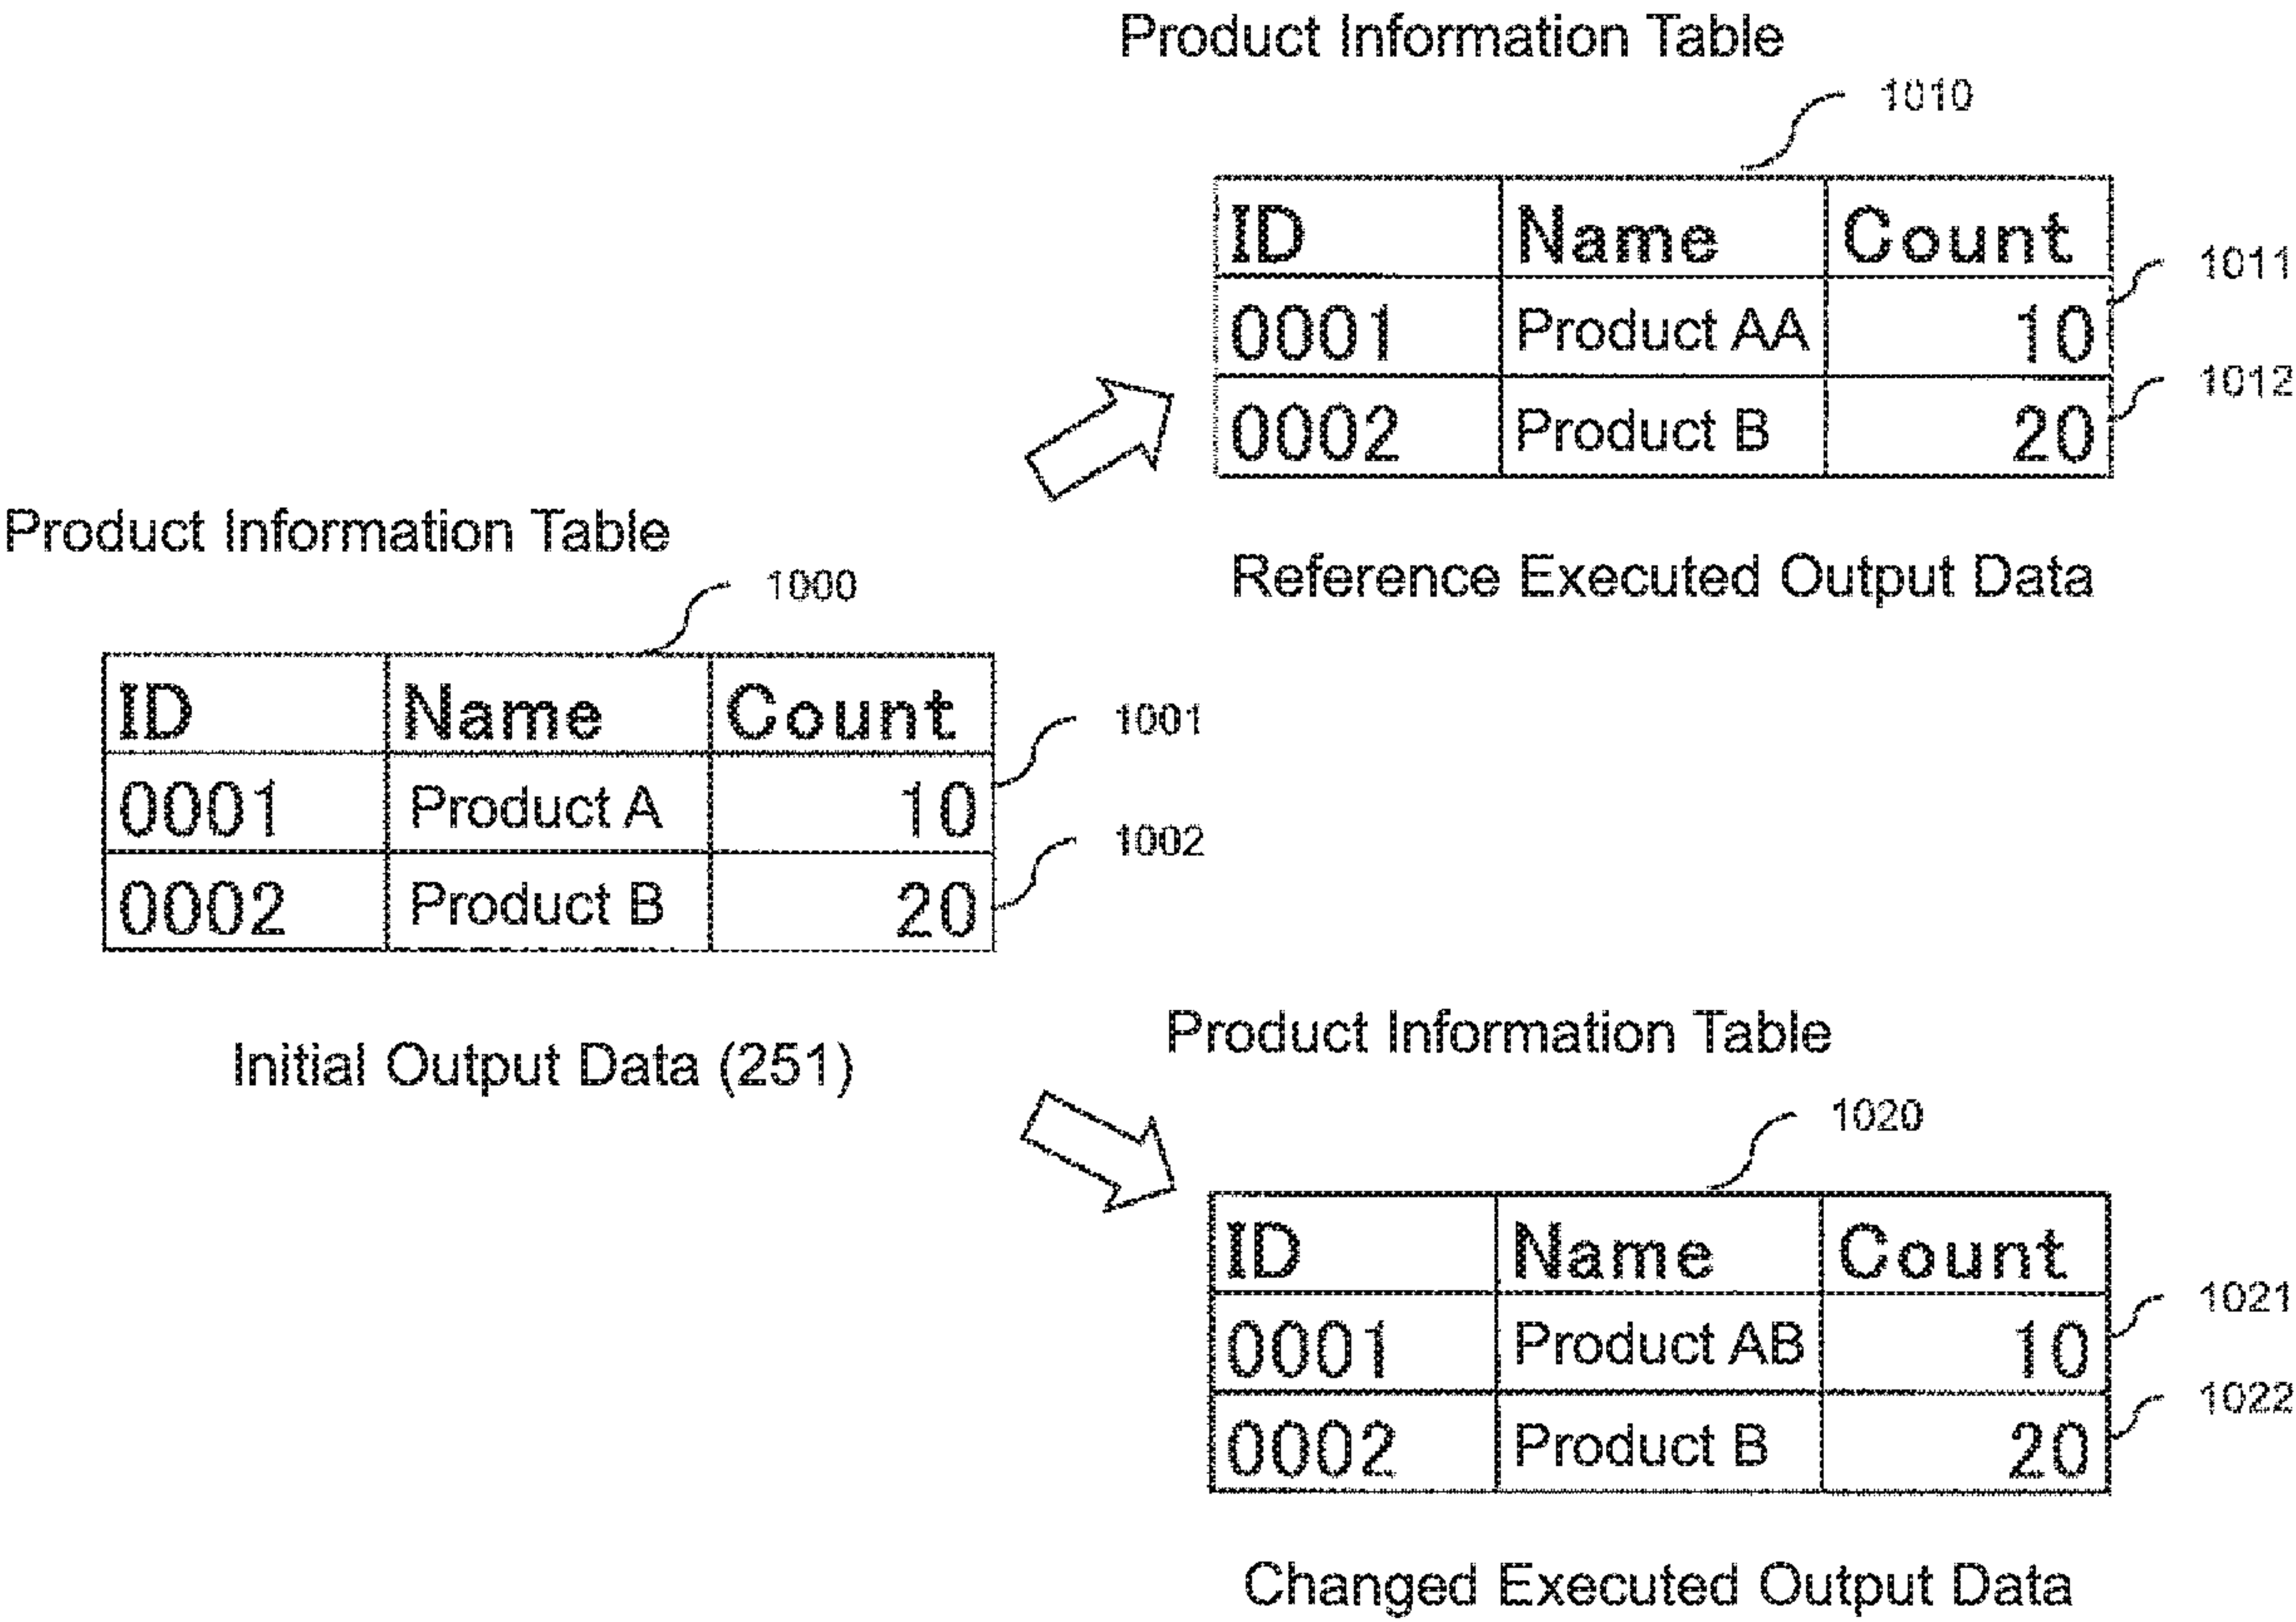 Product Information Table
1010
ID Name Count
1011
0001 Product AA 10
1012
0002 Product B 20
Reference Executed Output Data
Product Information Table
1000
ID Name Count
1001
0001 Product A 10
1002
0002 Product B 20
Initial Output Data (251)
Product Information Table
1020
ID Name Count
1021
0001 Product AB 10
1022
0002 Product B 20
Changed Executed Output Data